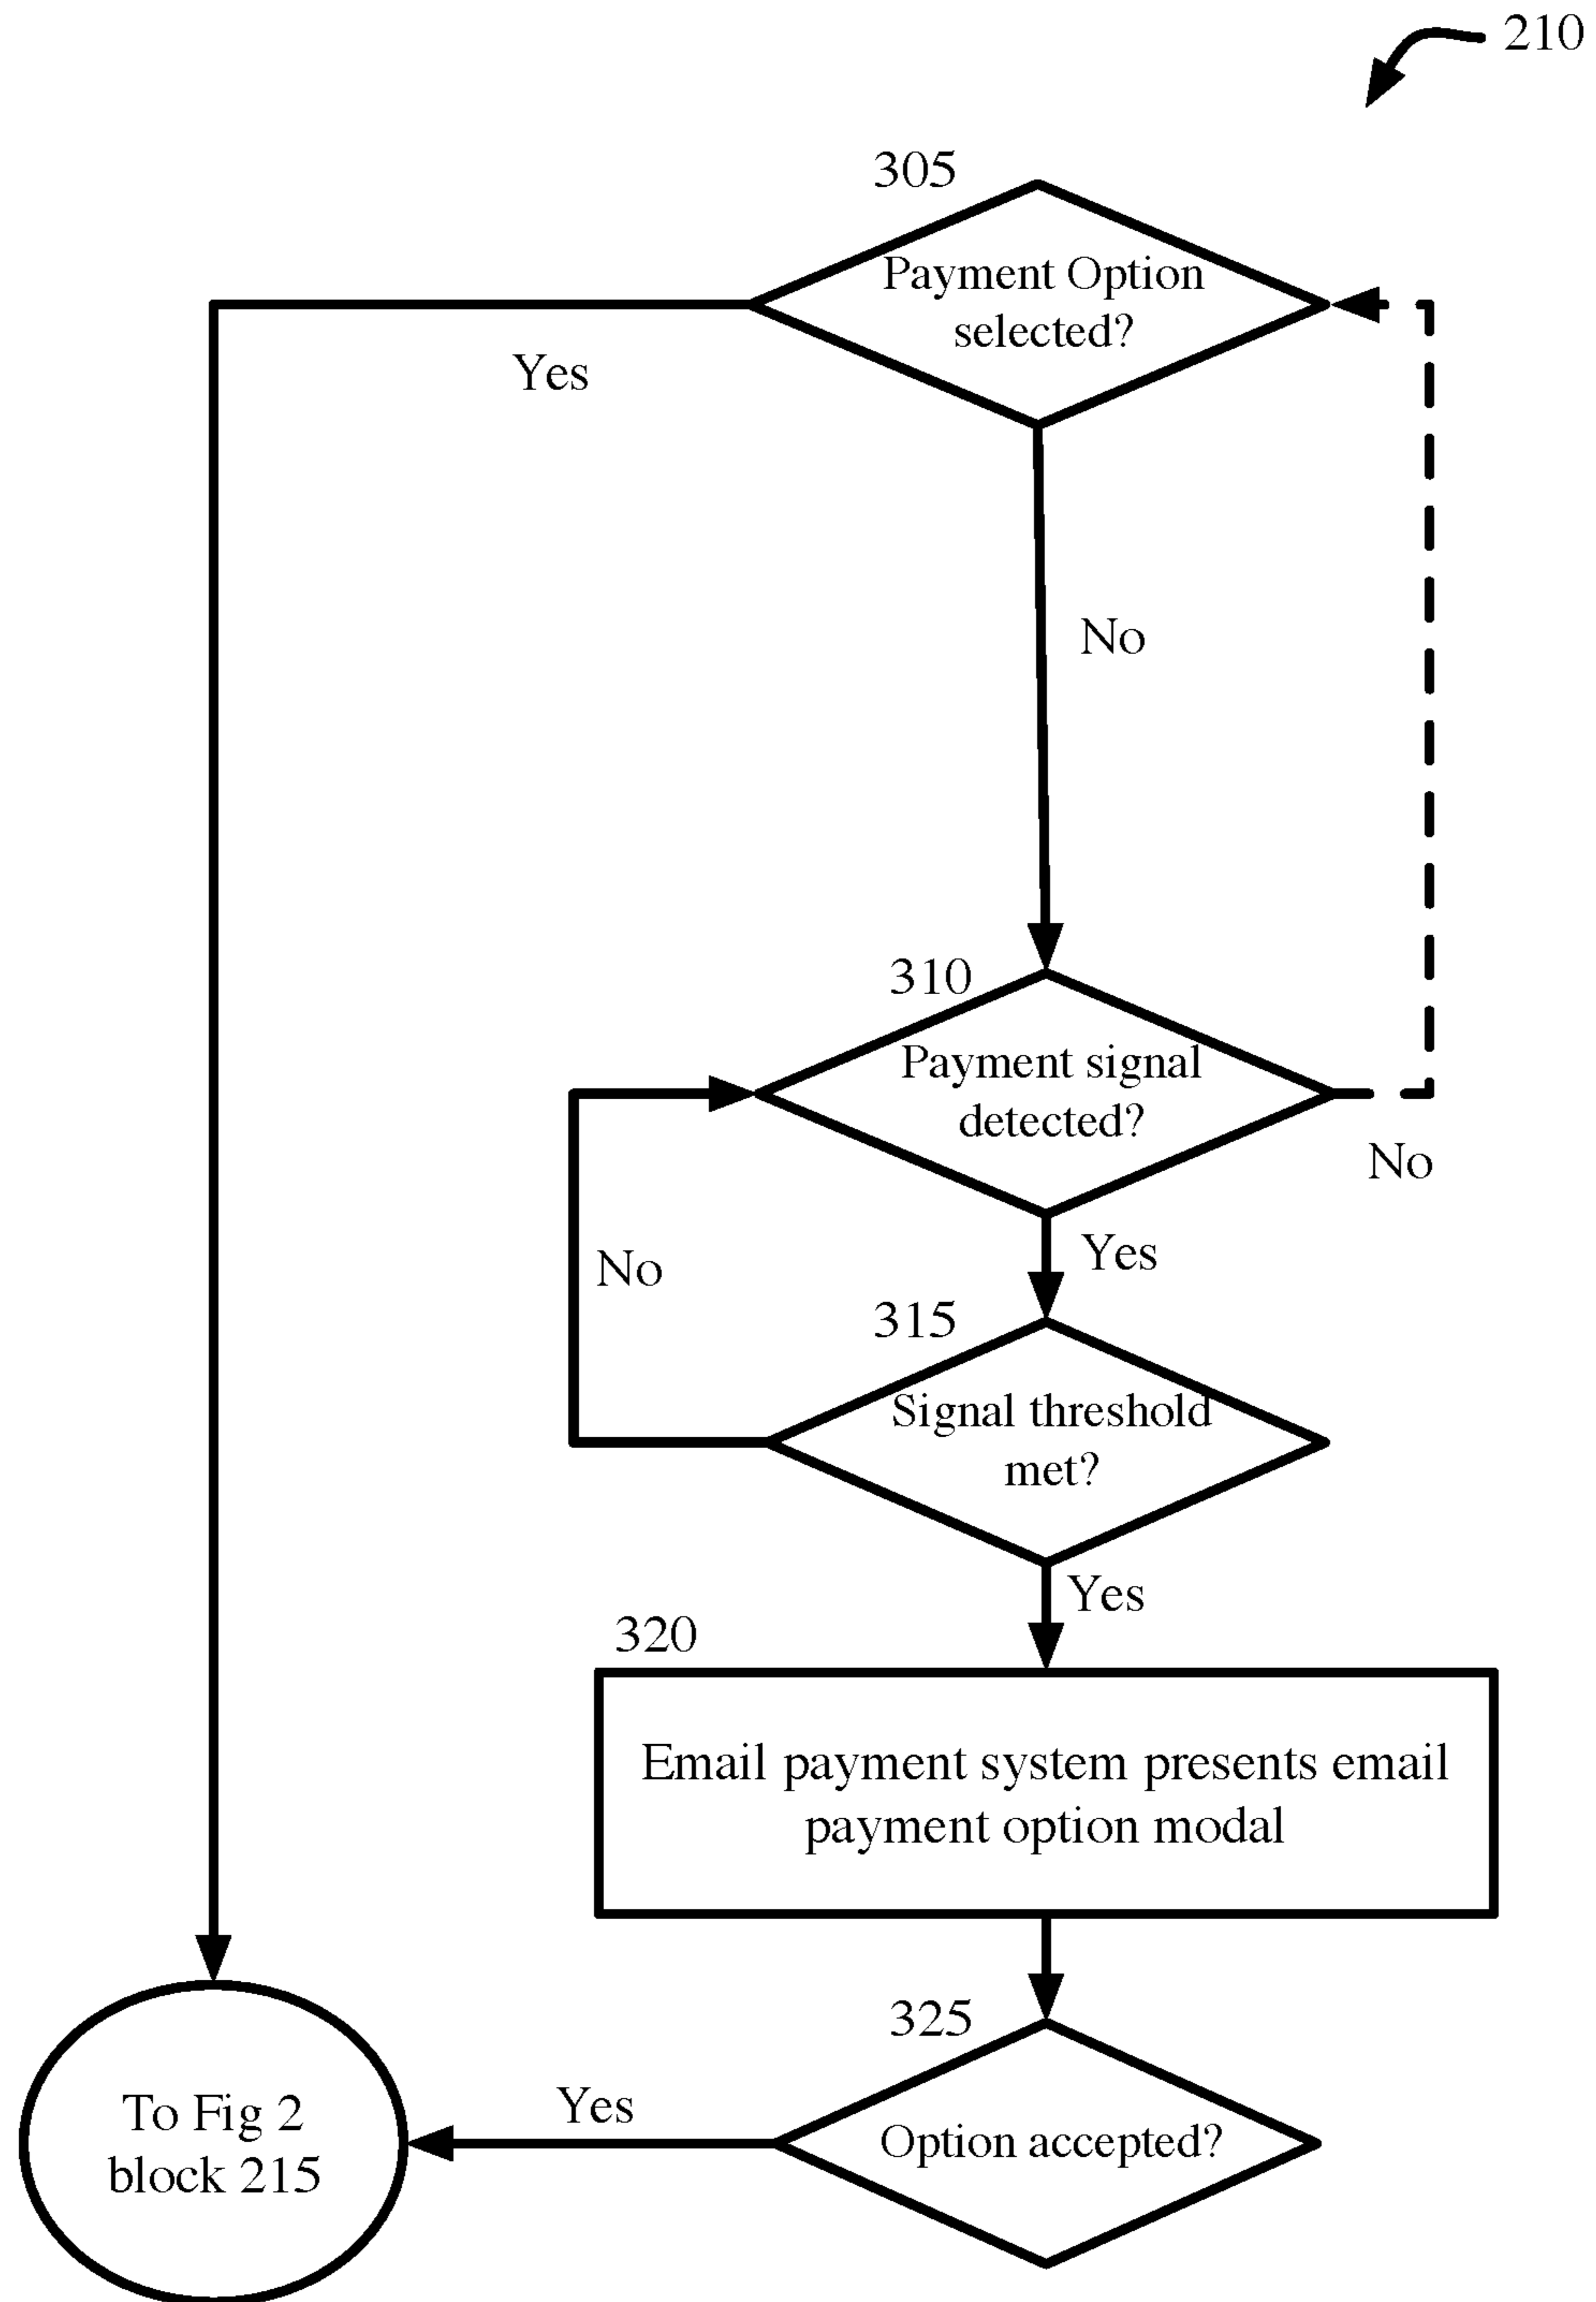 210
305
Payment Option
selected?
Yes
No
310
Payment signal
detected?
No
Yes
No
315
Signal threshold
met?
Yes
320
Email payment system presents email
payment option modal
325
Option accepted?
Yes
To Fig 2
block 215